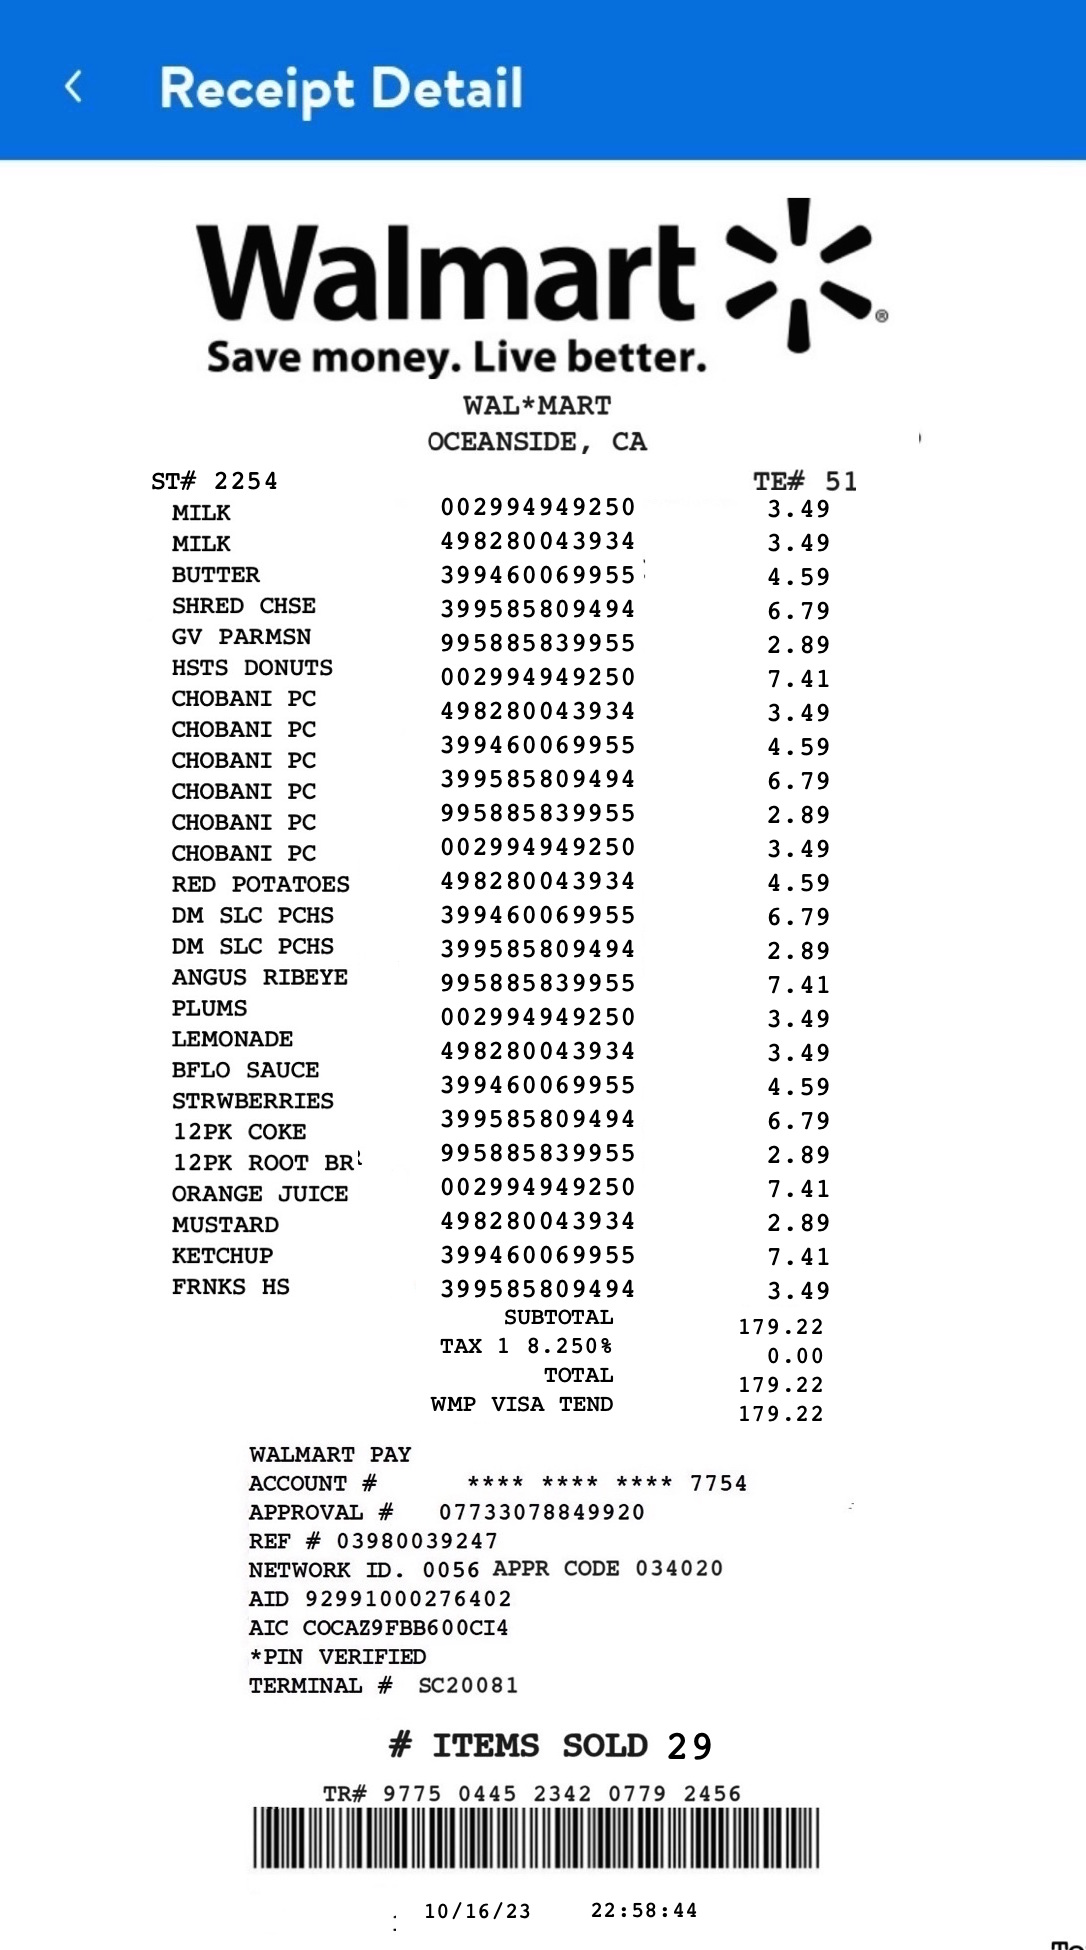 Receipt Detail
Walmart
Save money. Live better.
WAL*MART
OCEANSIDE, CA
ST# 2254 TE# 51
MILK 002994949250 3.49
MILK 498280043934 3.49
BUTTER 399460069955 4.59
SHRED CHSE 399585809494 6.79
GV PARMSN 995885839955 2.89
HSTS DONUTS 002994949250 7.41
CHOBANI PC 498280043934 3.49
CHOBANI PC 399460069955 4.59
CHOBANI PC
CHOBANI PC 399585809494 6.79
CHOBANI PC 995885839955 2.89
CHOBANI PC 002994949250 3.49
RED POTATOES 498280043934 4.59
DM SLC PCHS 399460069955 6.79
DM SLC PCHS 399585809494 2.89
ANGUS RIBEYE 995885839955 7.41
PLUMS 002994949250 3.49
LEMONADE 498280043934 3.49
BFLO SAUCE 399460069955 4.59
STRWBERRIES 399585809494 6.79
12PK COKE
12PK ROOT BR 995885839955 2.89
ORANGE JUICE 002994949250 7.41
MUSTARD 498280043934 2.89
KETCHUP 399460069955 7.41
FRNKS HS 399585809494 3.49
SUBTOTAL 179.22
TAX 1 8.250% 0.00
TOTAL 179.22
WMP VISA TEND 179.22
WALMART PAY
ACCOUNT # **** **** **** 7754
APPROVAL # 07733078849920
REF # 03980039247
NETWORK ID. 0056 APPR CODE 034020
AID 92991000276402
AIC COCAZ9FBB600CI4
*PIN VERIFIED
TERMINAL # SC20081
# ITEMS SOLD 29
TR# 9775 0445 2342 0779 2456
10/16/23 22:58:44